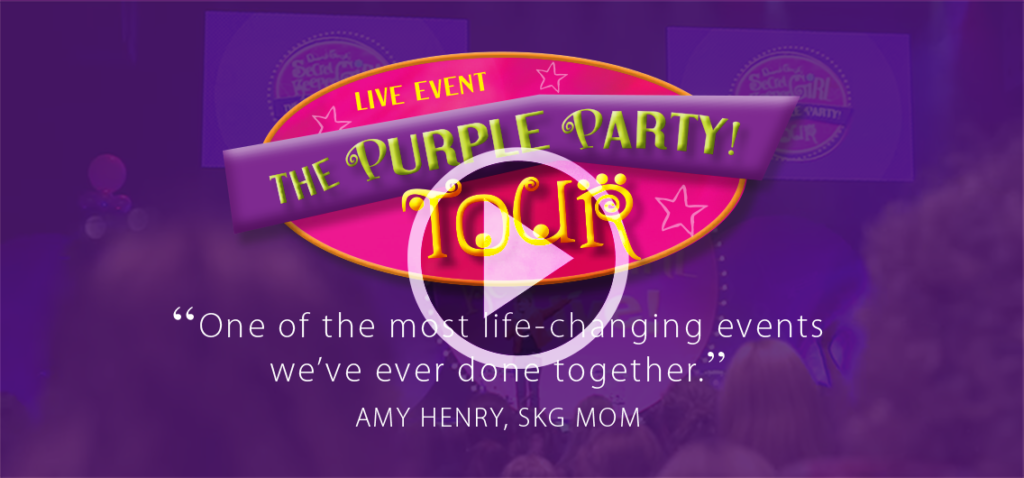 LIVE EVENT
THE PURPLE PARTY!
TOUR
“One of the most life-changing events
we’ve ever done together.”
AMY HENRY, SKG MOM